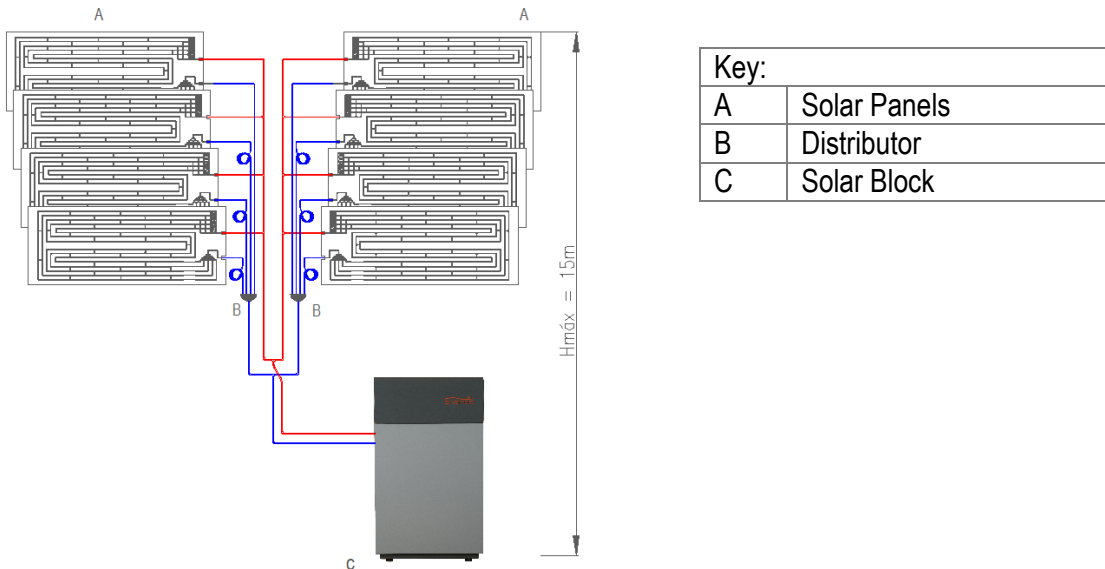 A A
Key:
A Solar Panels
B Distributor
C Solar Block
Hmáx = 15m
B B
C